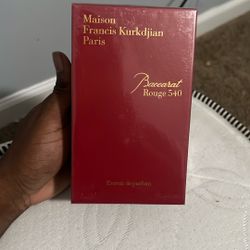 Maison
Francis Kurkdjian
Paris
Baccarat
Rouge 540
Extrait de parfum